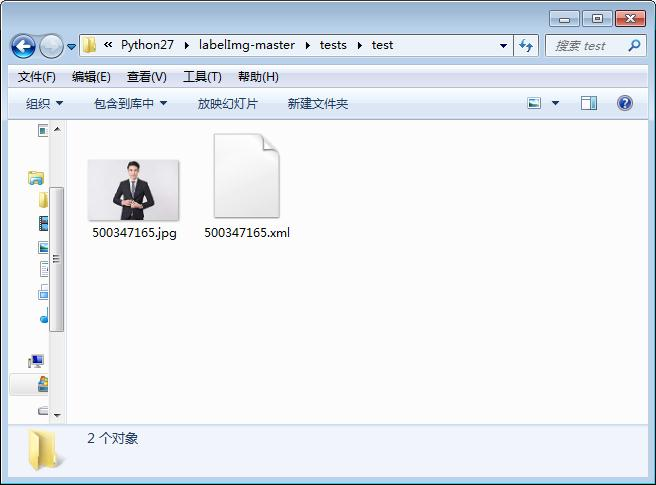 « Python27 labelImg-master tests test 搜索 test
文件(F) 编辑(E) 查看(V) 工具(T) 帮助(H)
组织 包含到库中 放映幻灯片 新建文件夹
500347165.jpg 500347165.xml
2 个对象